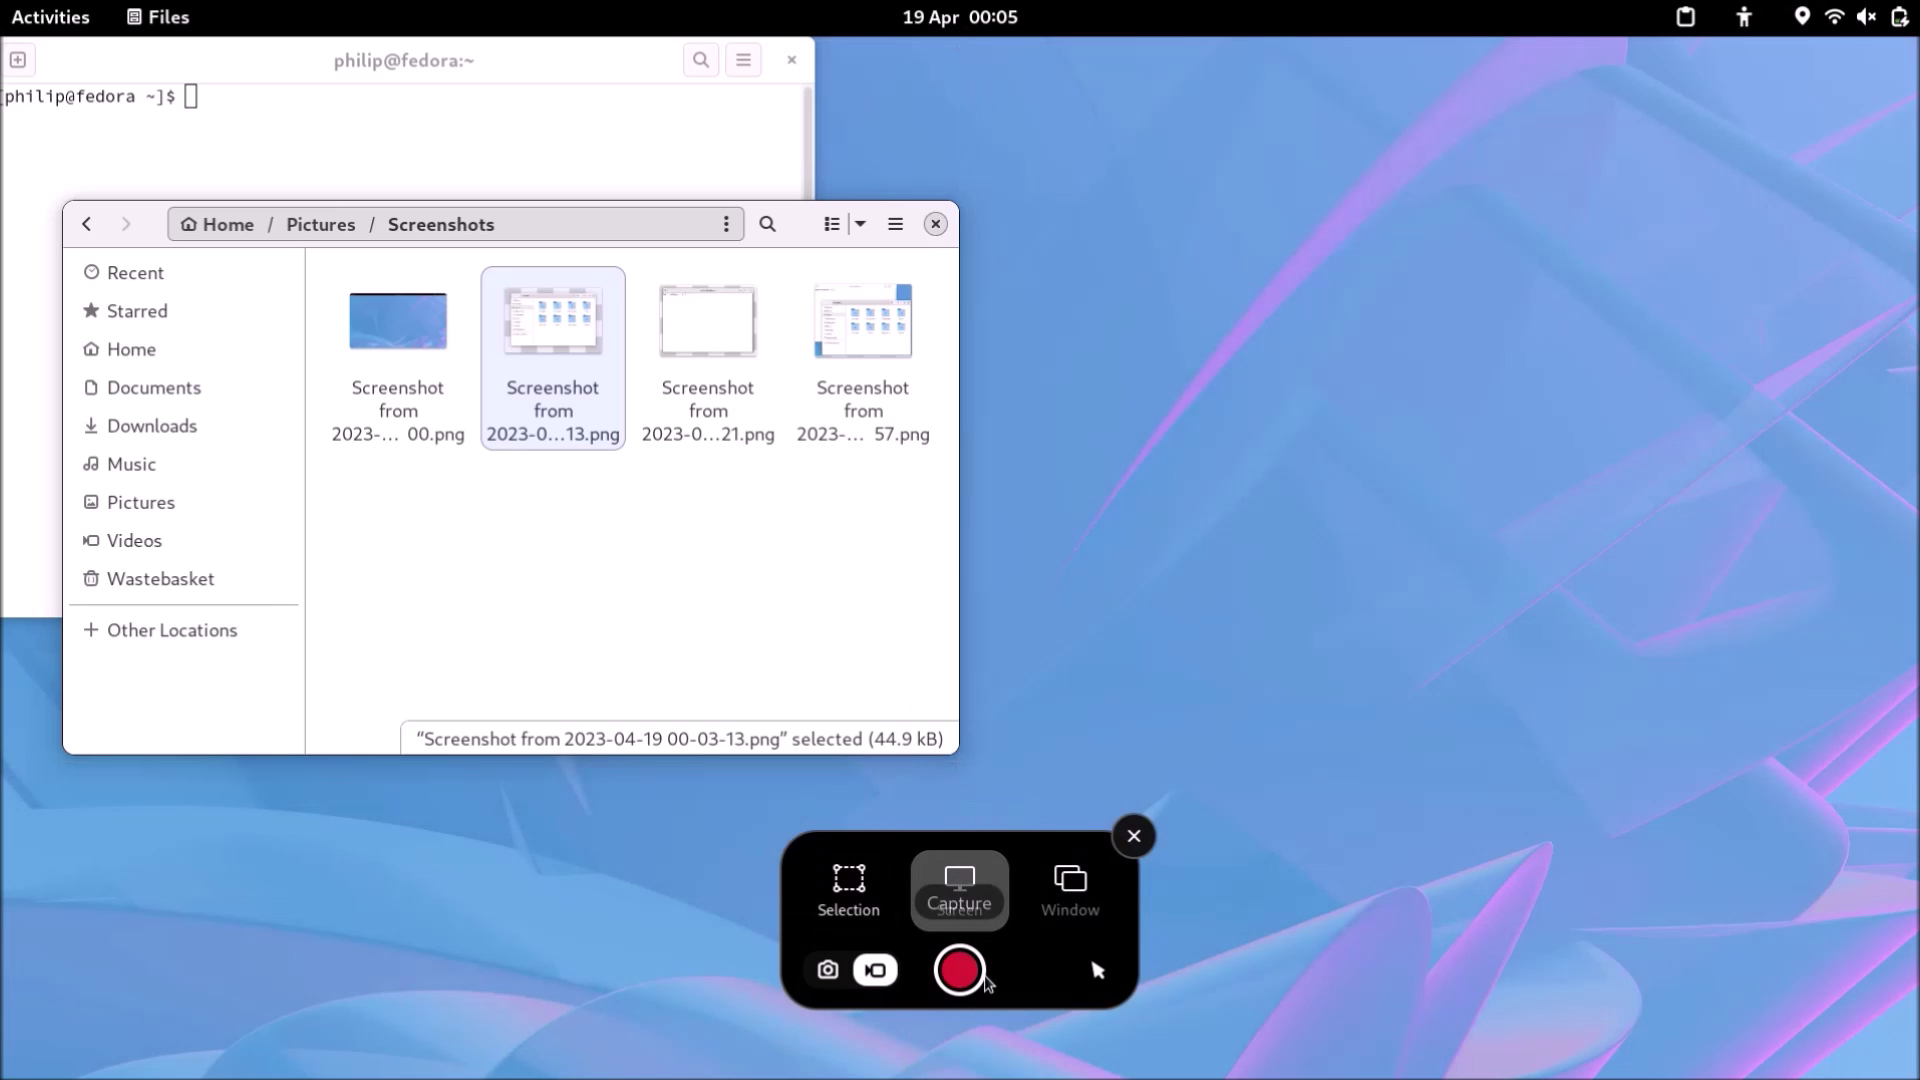 Activities Files 19 Apr 00:05
philip@fedora:~
philip@fedora ~]$
Home / Pictures / Screenshots
Recent
Starred
Home
Documents
Downloads
Music
Pictures
Videos
Wastebasket
Other Locations
Screenshot
from
2023-... 00.png
Screenshot
from
2023-0...13.png
Screenshot
from
2023-0...21.png
Screenshot
from
2023-... 57.png
“Screenshot from 2023-04-19 00-03-13.png” selected (44.9 kB)
Capture
Selection Screen Window